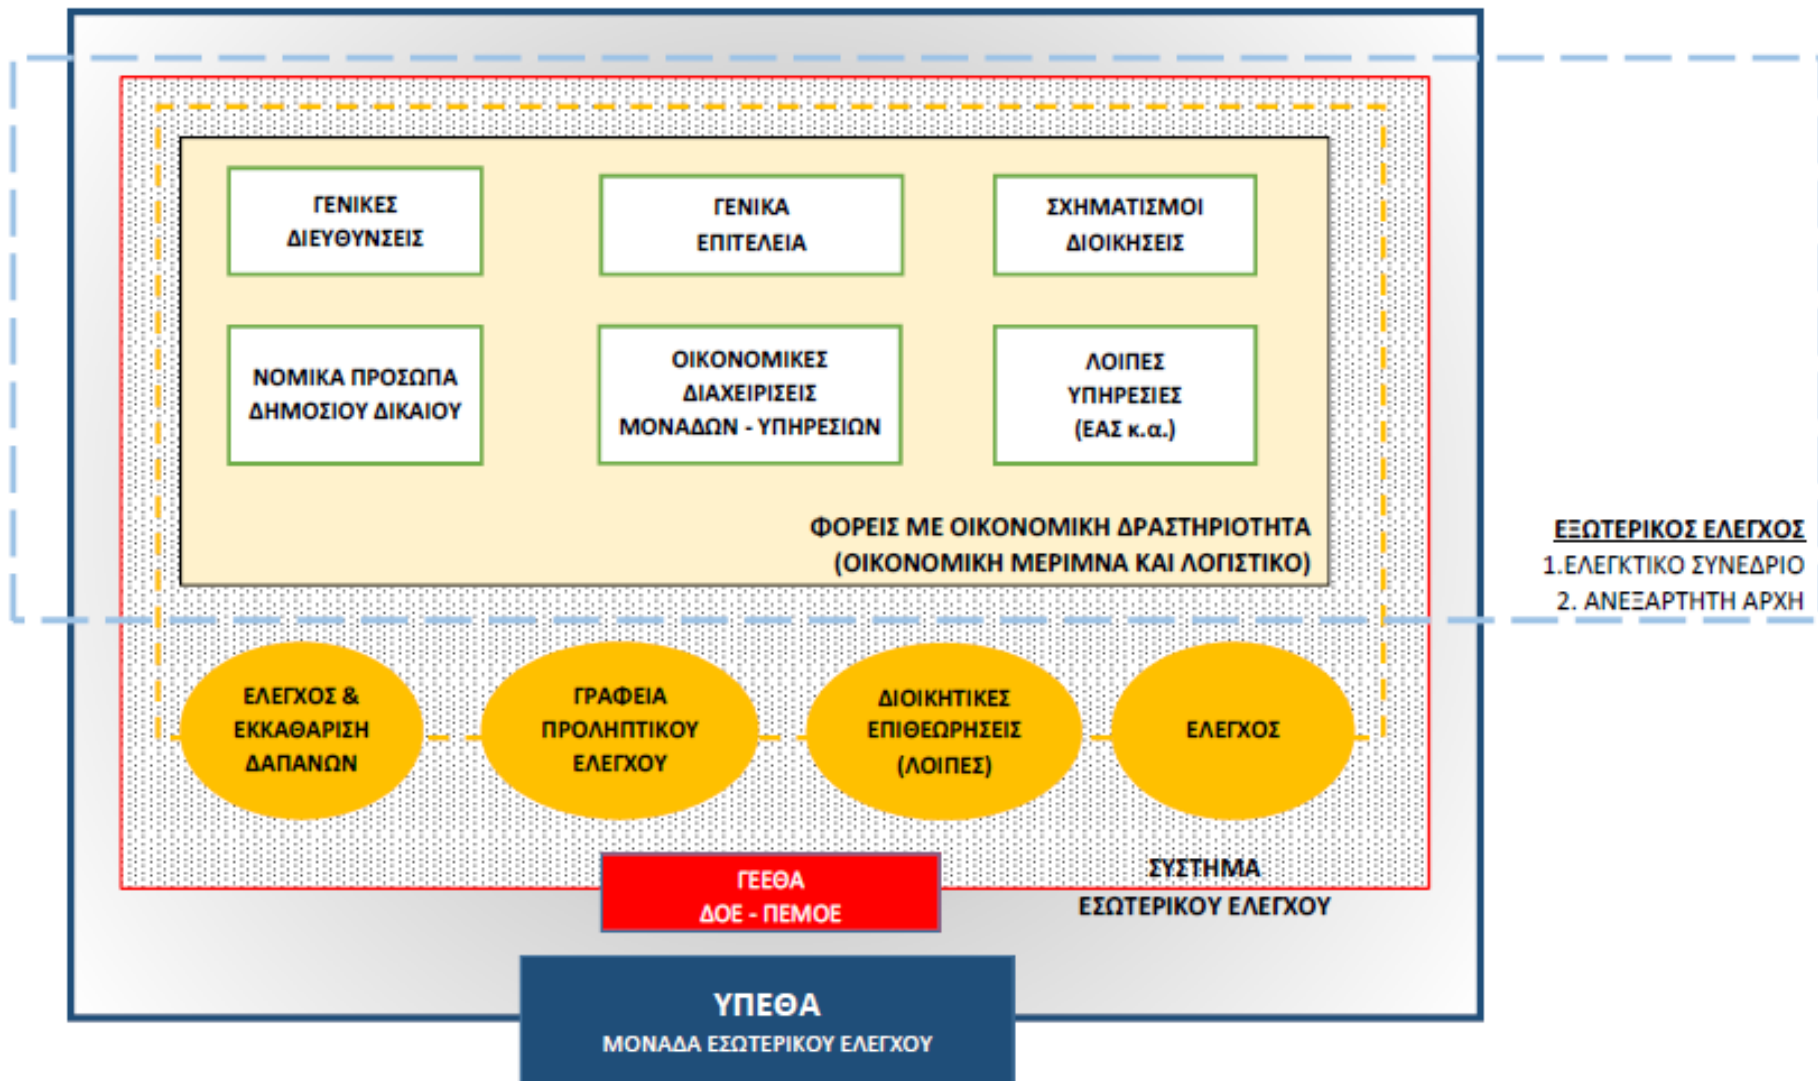 ΓΕΝΙΚΕΣ
ΔΙΕΥΘΥΝΣΕΙΣ
ΓΕΝΙΚΑ
ΕΠΙΤΕΛΕΙΑ
ΣΧΗΜΑΤΙΣΜΟΙ
ΔΙΟΙΚΗΣΕΙΣ
ΝΟΜΙΚΑ ΠΡΟΣΩΠΑ
ΔΗΜΟΣΙΟΥ ΔΙΚΑΙΟΥ
ΟΙΚΟΝΟΜΙΚΕΣ
ΔΙΑΧΕΙΡΙΣΕΙΣ
ΜΟΝΑΔΩΝ - ΥΠΗΡΕΣΙΩΝ
ΛΟΙΠΕΣ
ΥΠΗΡΕΣΙΕΣ
(ΕΑΣ κ.α.)
ΦΟΡΕΙΣ ΜΕ ΟΙΚΟΝΟΜΙΚΗ ΔΡΑΣΤΗΡΙΟΤΗΤΑ
(ΟΙΚΟΝΟΜΙΚΗ ΜΕΡΙΜΝΑ ΚΑΙ ΛΟΓΙΣΤΙΚΟ)
ΕΞΩΤΕΡΙΚΟΣ ΕΛΕΓΧΟΣ
1.ΕΛΕΓΚΤΙΚΟ ΣΥΝΕΔΡΙΟ
2. ΑΝΕΞΑΡΤΗΤΗ ΑΡΧΗ
ΕΛΕΓΧΟΣ &
ΕΚΚΑΘΑΡΙΣΗ
ΔΑΠΑΝΩΝ
ΓΡΑΦΕΙΑ
ΠΡΟΛΗΠΤΙΚΟΥ
ΕΛΕΓΧΟΥ
ΔΙΟΙΚΗΤΙΚΕΣ
ΕΠΙΘΕΩΡΗΣΕΙΣ
(ΛΟΙΠΕΣ)
ΕΛΕΓΧΟΣ
ΓΕΕΘΑ
ΔΟΕ - ΠΕΜΟΕ
ΣΥΣΤΗΜΑ
ΕΣΩΤΕΡΙΚΟΥ ΕΛΕΓΧΟΥ
ΥΠΕΘΑ
ΜΟΝΑΔΑ ΕΣΩΤΕΡΙΚΟΥ ΕΛΕΓΧΟΥ